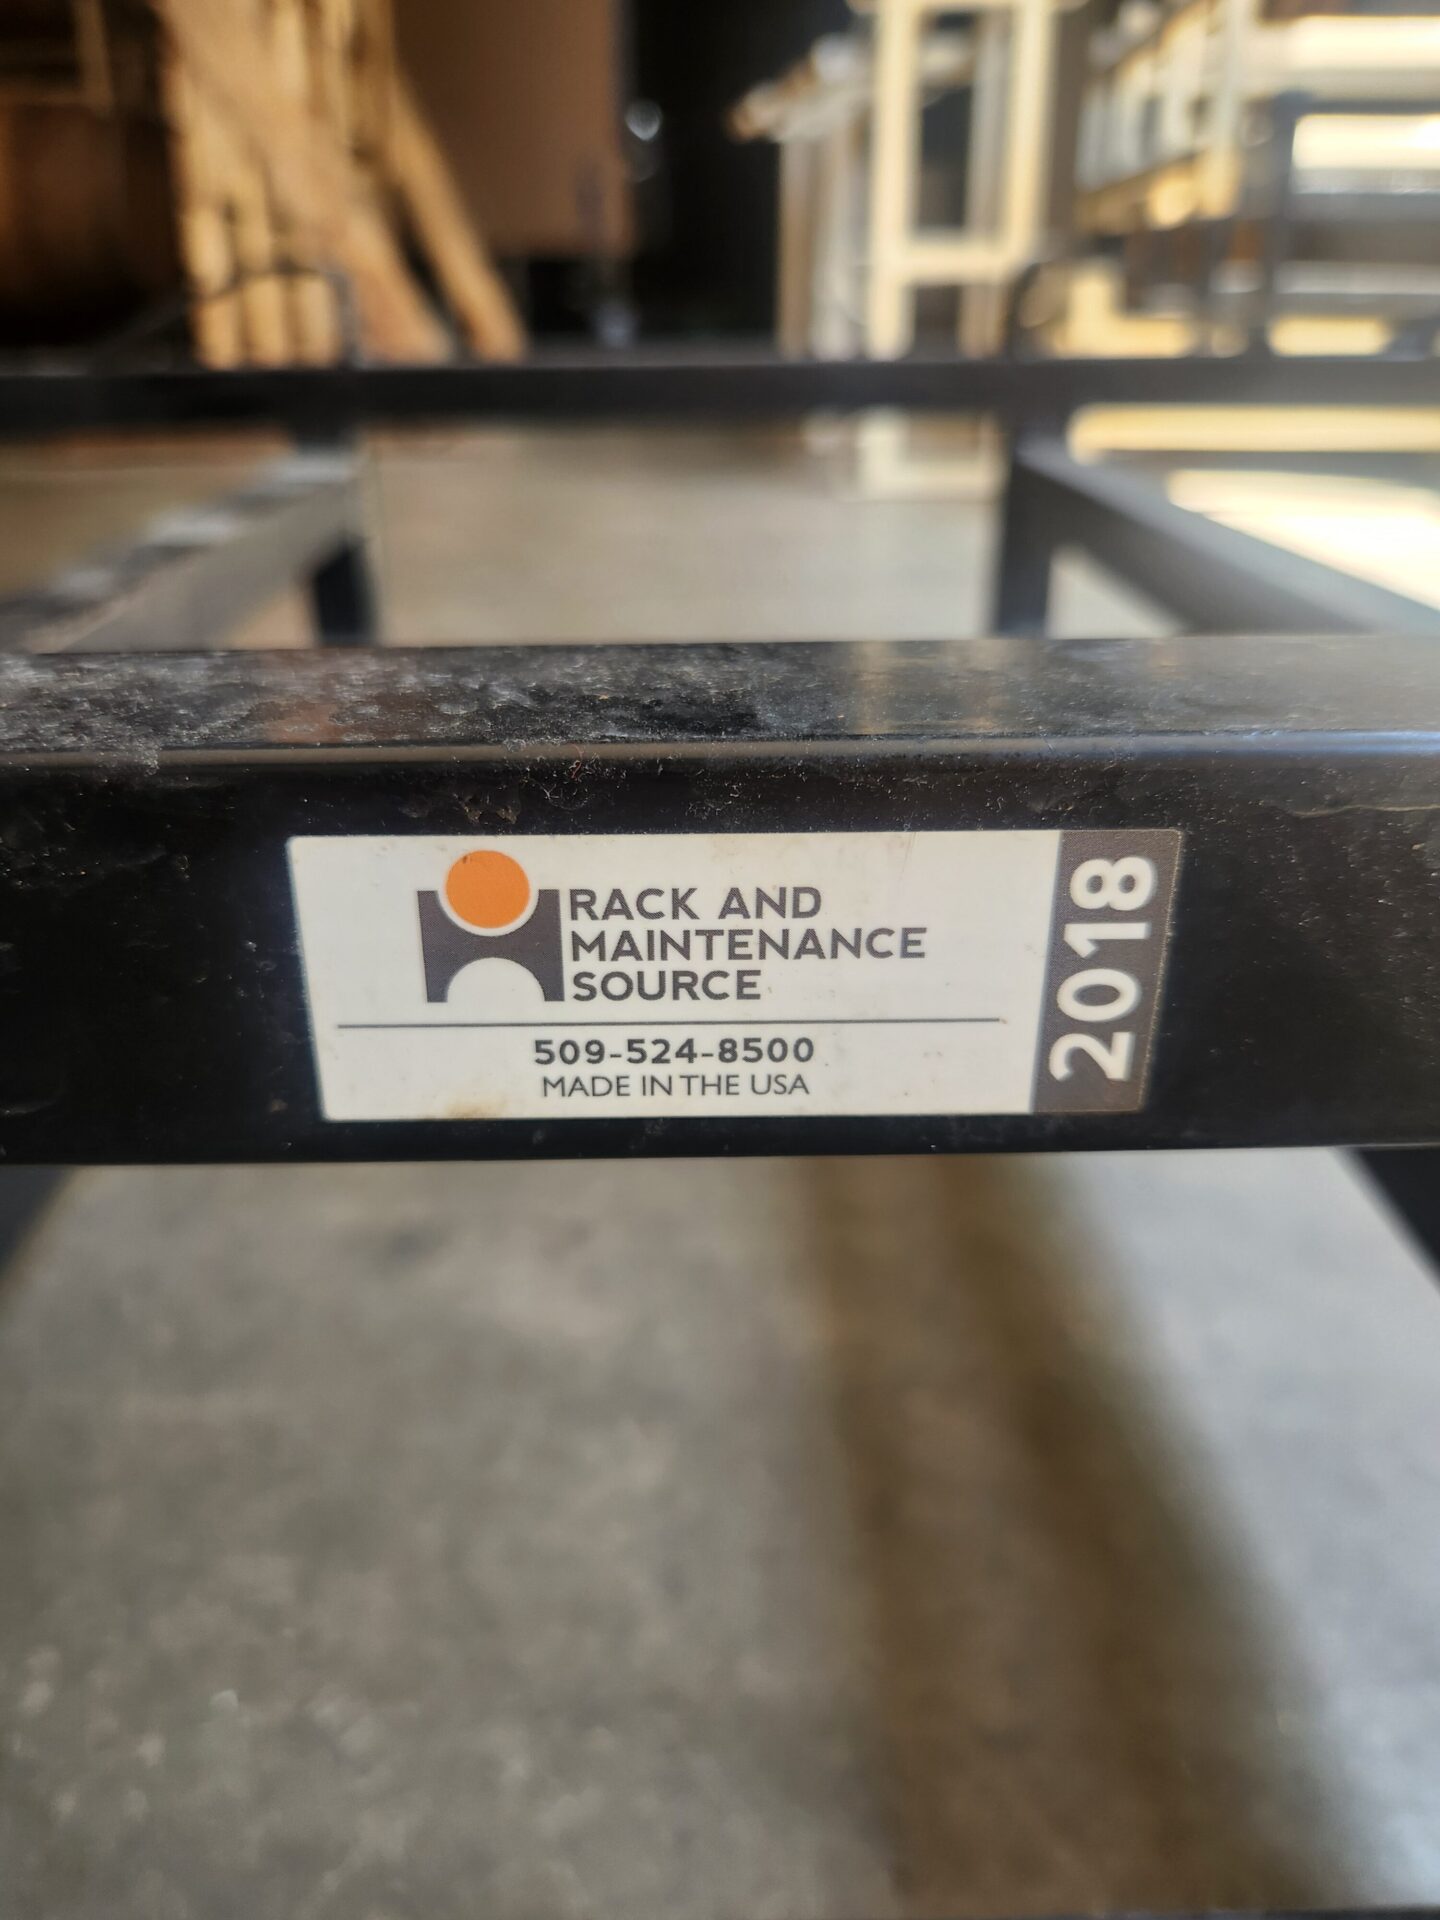 RACK AND
MAINTENANCE
SOURCE
509-524-8500
MADE IN THE USA
2018